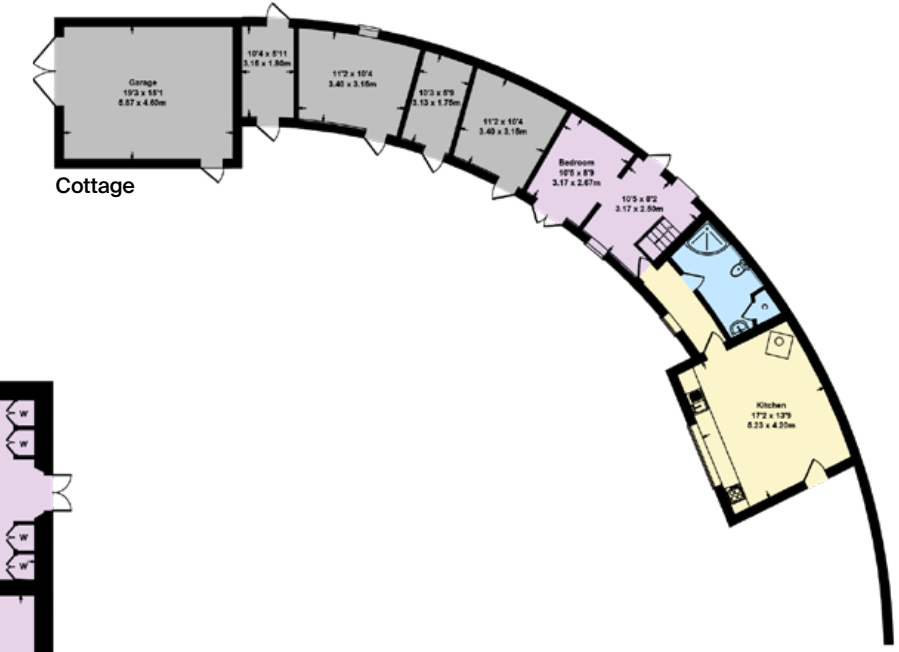 Garage
19'3 x 15'1
5.87 x 4.60m
10'4 x 5'11
3.15 x 1.80m
11'2 x 10'4
3.40 x 3.15m
10'3 x 5'9
3.13 x 1.75m
11'2 x 10'4
3.40 x 3.15m
Bedroom
10'5 x 8'9
3.17 x 2.67m
10'5 x 8'2
3.17 x 2.50m
Cottage
Kitchen
17'2 x 13'9
5.23 x 4.20m
W
W
W
W